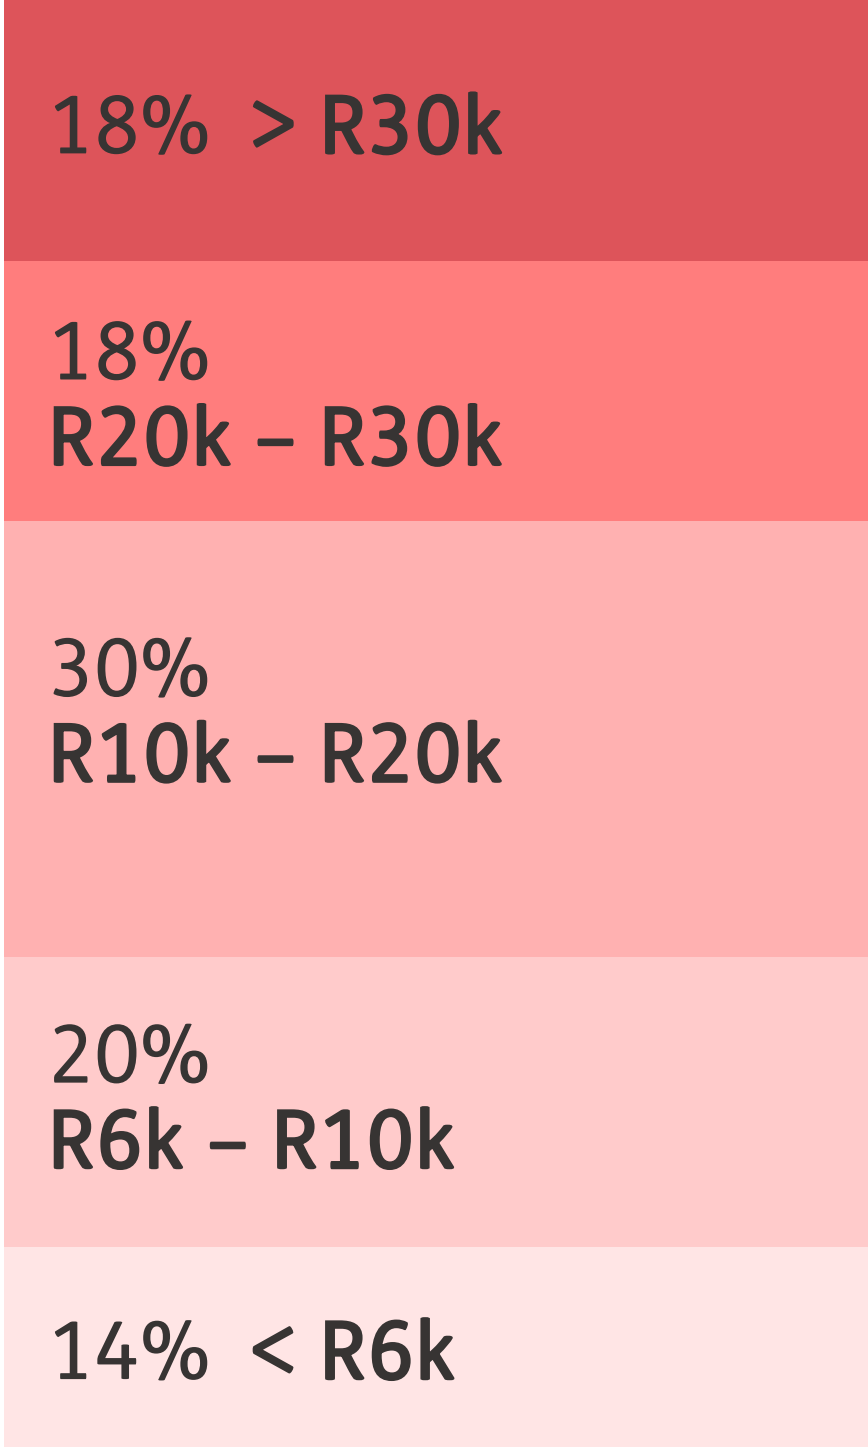 18% > R30k
18%
R20k – R30k
30%
R10k – R20k
20%
R6k – R10k
14% < R6k